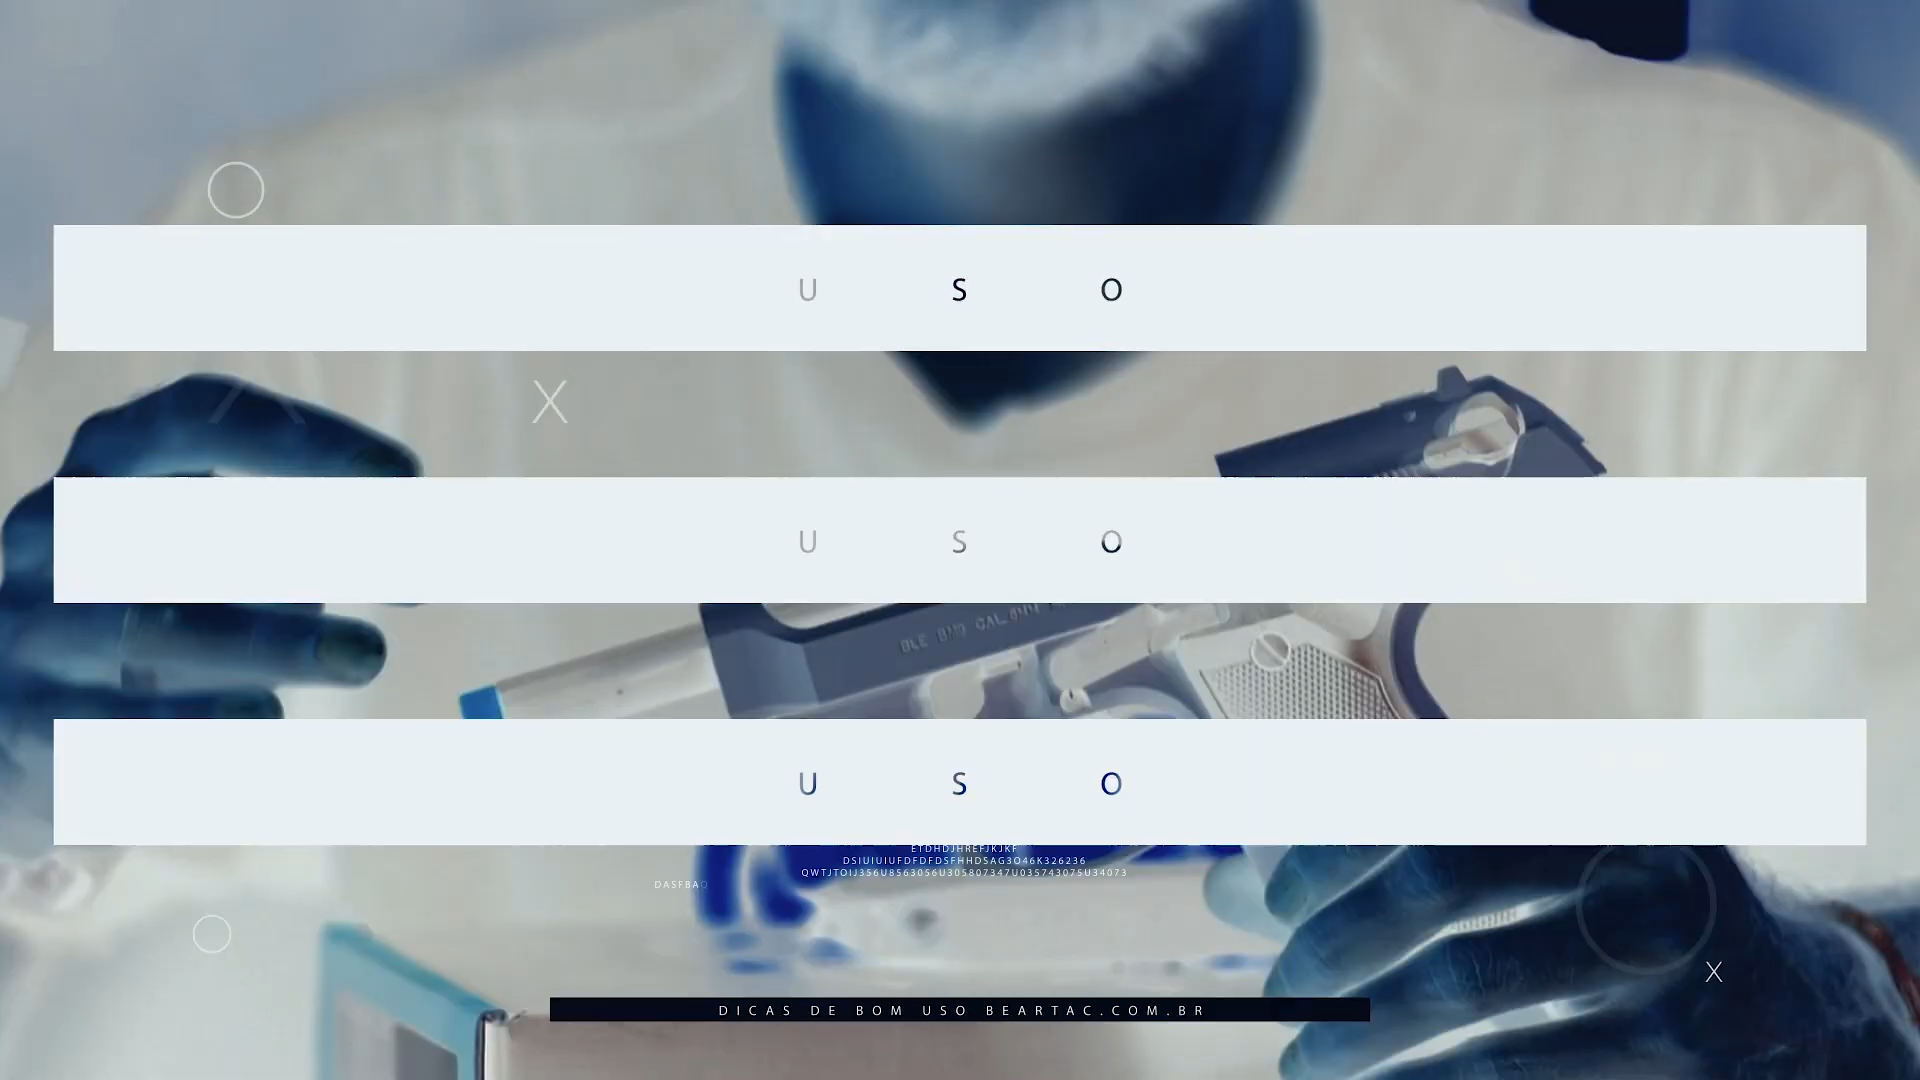 U S O
X
U S O
U S O
ETDHDJHREFJKJKF
DSIUIUIUFDFDFDSFHHDSAG3O46K326236
QWTJTOIJ356U8563056U305807347U035743075U34073
DASFBAQ
X
DICAS DE BOM USO BEARTAC.COM.BR